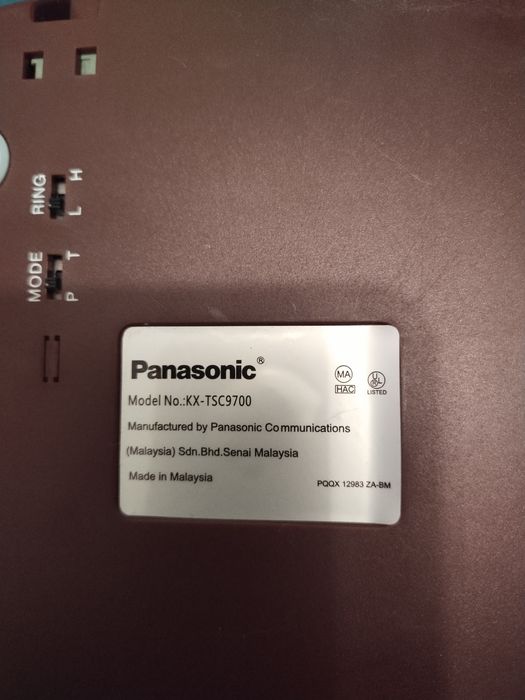 RING
H
L
MODE
T
P
Panasonic®
Model No.:KX-TSC9700
MA
HAC
UL
LISTED
Manufactured by Panasonic Communications
(Malaysia) Sdn.Bhd.Senai Malaysia
Made in Malaysia
PQQX 12983 ZA-BM